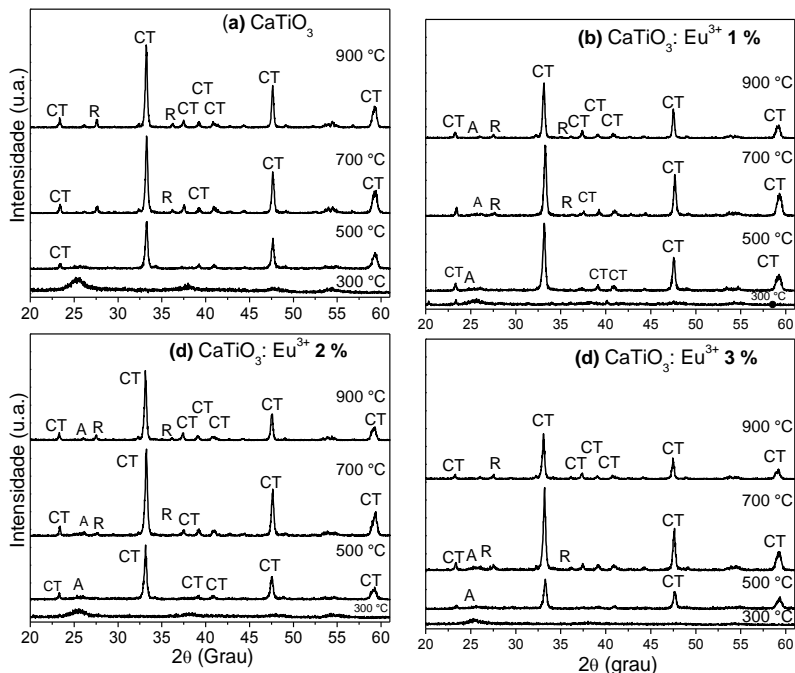 (a) CaTiO₃
900 °C
CT
CT
CT
CT R R CT CT CT
CT
700 °C
CT
CT
R CT
500 °C
CT
300 °C
Intensidade (u.a.)
20 25 30 35 40 45 50 55 60
(b) CaTiO₃: Eu³⁺ 1 %
900 °C
CT
CT
CT
CT A R R CT CT CT
700 °C
CT
CT
A R R CT
500 °C
CT
CT
CT A CT CT
300 °C
20 25 30 35 40 45 50 55 60
(d) CaTiO₃: Eu³⁺ 2 %
900 °C
CT
CT
CT
CT A R R CT CT CT
700 °C
CT
CT
CT
CT A R R CT
500 °C
CT
CT
CT
CT A CT CT
300 °C
Intensidade (u.a.)
20 25 30 35 40 45 50 55 60
2θ (Grau)
(d) CaTiO₃: Eu³⁺ 3 %
900 °C
CT
CT
CT
CT R R CT CT CT
700 °C
CT
CT
CT A R R
500 °C
CT
A
300 °C
20 25 30 35 40 45 50 55 60
2θ (grau)